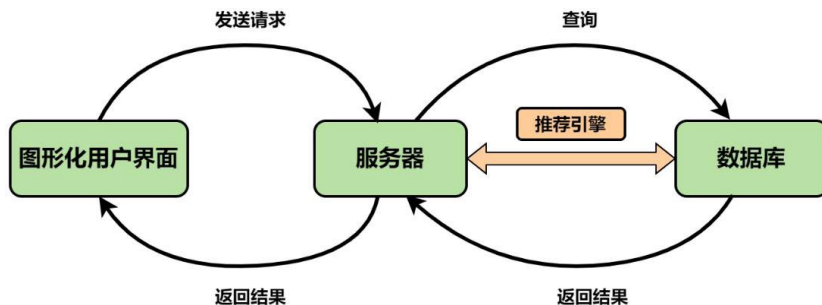 发送请求
查询
推荐引擎
图形化用户界面
服务器
数据库
返回结果
返回结果